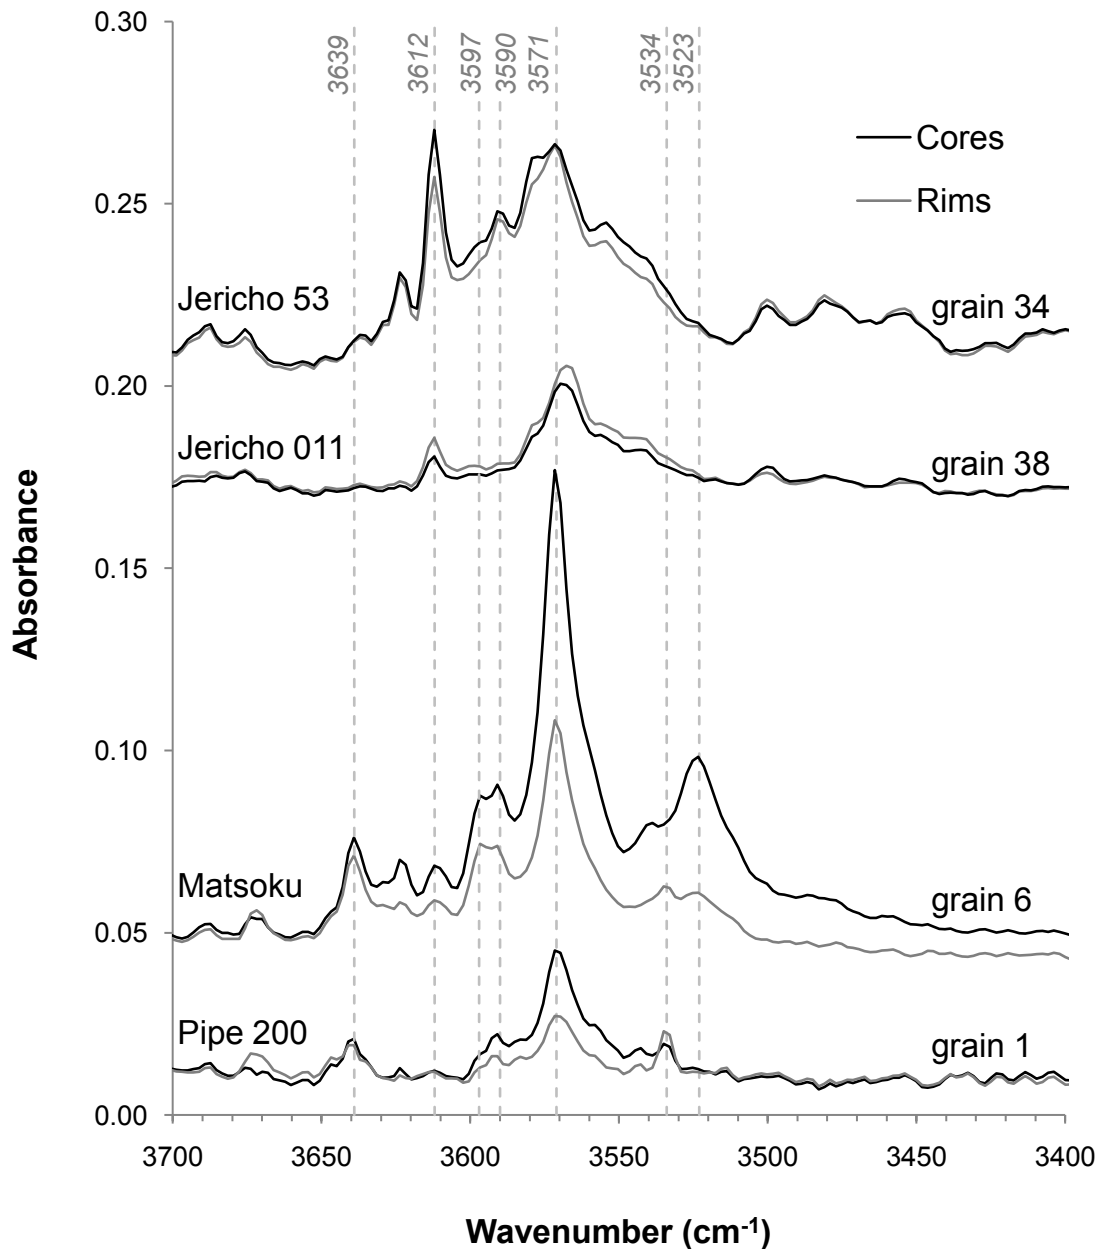 0.30
3639
3612
3597
3590
3571
3534
3523
Cores
0.25
Rims
Jericho 53
grain 34
0.20
Jericho 011
grain 38
0.15
Absorbance
0.10
Matsoku
grain 6
0.05
Pipe 200
grain 1
0.00
3700
3650
3600
3550
3500
3450
3400
Wavenumber (cm⁻¹)